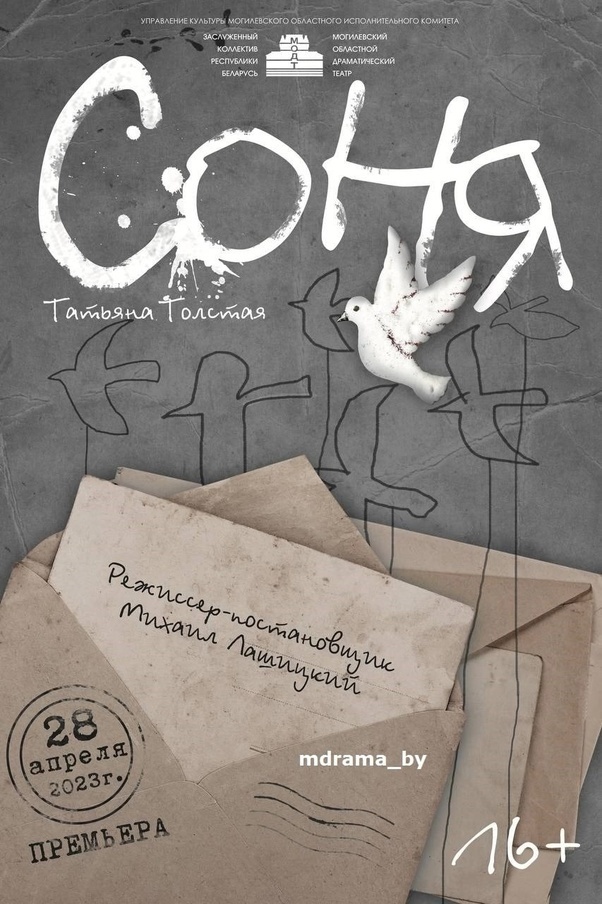 УПРАВЛЕНИЕ КУЛЬТУРЫ МОГИЛЕВСКОГО ОБЛАСТНОГО ИСПОЛНИТЕЛЬНОГО КОМИТЕТА
ЗАСЛУЖЕННЫЙ
КОЛЛЕКТИВ
РЕСПУБЛИКИ
БЕЛАРУСЬ
МОДТ
МОГИЛЕВСКИЙ
ОБЛАСТНОЙ
ДРАМАТИЧЕСКИЙ
ТЕАТР
Соня
Татьяна Толстая
Режиссер-постановщик
Михаил Лашицкий
28
апреля
2023г.
ПРЕМЬЕРА
mdrama_by
16+